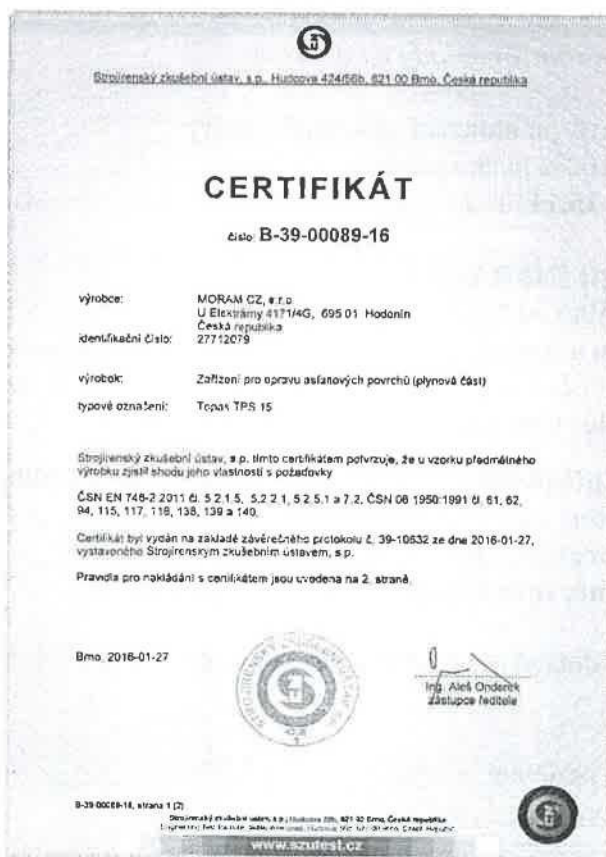 Strojírenský zkušební ústav, s.p., Hudcova 424/56b, 621 00 Brno, Česká republika
CERTIFIKÁT
číslo: B-39-00089-16
výrobce: MORAM CZ, s.r.o.
U Elektrárny 4171/4G, 695 01 Hodonín
Česká republika
identifikační číslo: 27712079
výrobek: Zařízení pro opravu asfaltových povrchů (plynová část)
typové označení: Topas TPS 15
Strojírenský zkušební ústav, s.p. tímto certifikátem potvrzuje, že u vzorku předmětného
výrobku zjistil shodu jeho vlastností s požadavky
ČSN EN 746-2:2011 čl. 5.2.1.5, 5.2.2.1, 5.2.5.1 a 7.2, ČSN 06 1950:1991 čl. 61, 62,
94, 115, 117, 118, 138, 139 a 140.
Certifikát byl vydán na základě závěrečného protokolu č. 39-10632 ze dne 2016-01-27,
vystaveného Strojírenským zkušebním ústavem, s.p.
Pravidla pro nakládání s certifikátem jsou uvedena na 2. straně.
Brno, 2016-01-27
Ing. Aleš Onderek
zástupce ředitele
B-39-00089-16, strana 1 (2)
www.szutest.cz